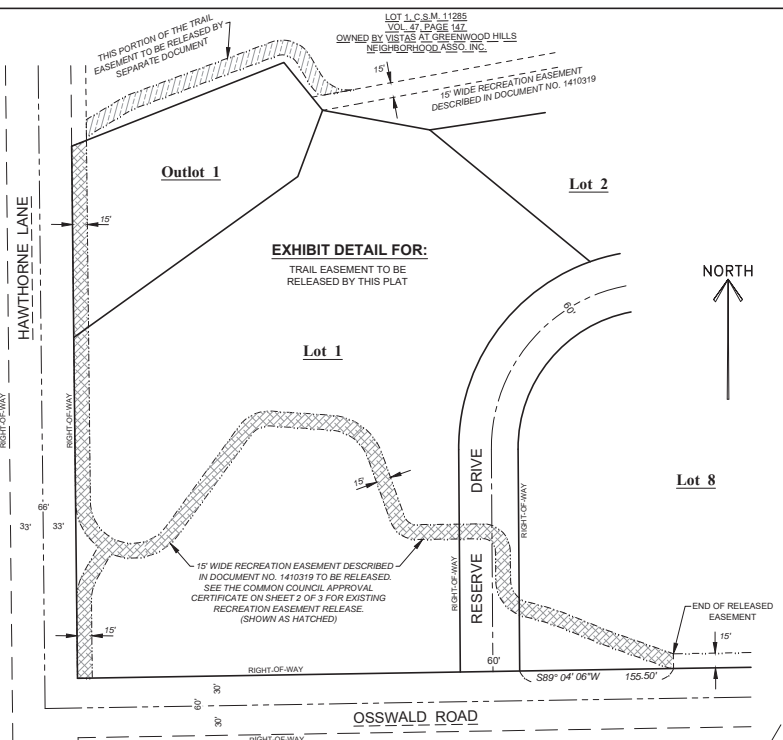 LOT 1, C.S.M. 11285
VOL. 47, PAGE 147
OWNED BY VISTAS AT GREENWOOD HILLS
NEIGHBORHOOD ASSO. INC.
THIS PORTION OF THE TRAIL
EASEMENT TO BE RELEASED BY
SEPARATE DOCUMENT
15'
15' WIDE RECREATION EASEMENT
DESCRIBED IN DOCUMENT NO. 1410319
Outlot 1
Lot 2
15'
HAWTHORNE LANE
EXHIBIT DETAIL FOR:
TRAIL EASEMENT TO BE
RELEASED BY THIS PLAT
NORTH
60'
Lot 1
RIGHT-OF-WAY
RIGHT-OF-WAY
15'
Lot 8
RESERVE DRIVE
RIGHT-OF-WAY
RIGHT-OF-WAY
66'
33'
33'
15' WIDE RECREATION EASEMENT DESCRIBED
IN DOCUMENT NO. 1410319 TO BE RELEASED.
SEE THE COMMON COUNCIL APPROVAL
CERTIFICATE ON SHEET 2 OF 3 FOR EXISTING
RECREATION EASEMENT RELEASE.
(SHOWN AS HATCHED)
END OF RELEASED
EASEMENT
15'
15'
RIGHT-OF-WAY
60'
S89° 04' 06"W 155.50'
30'
60'
30'
OSSWALD ROAD
RIGHT-OF-WAY